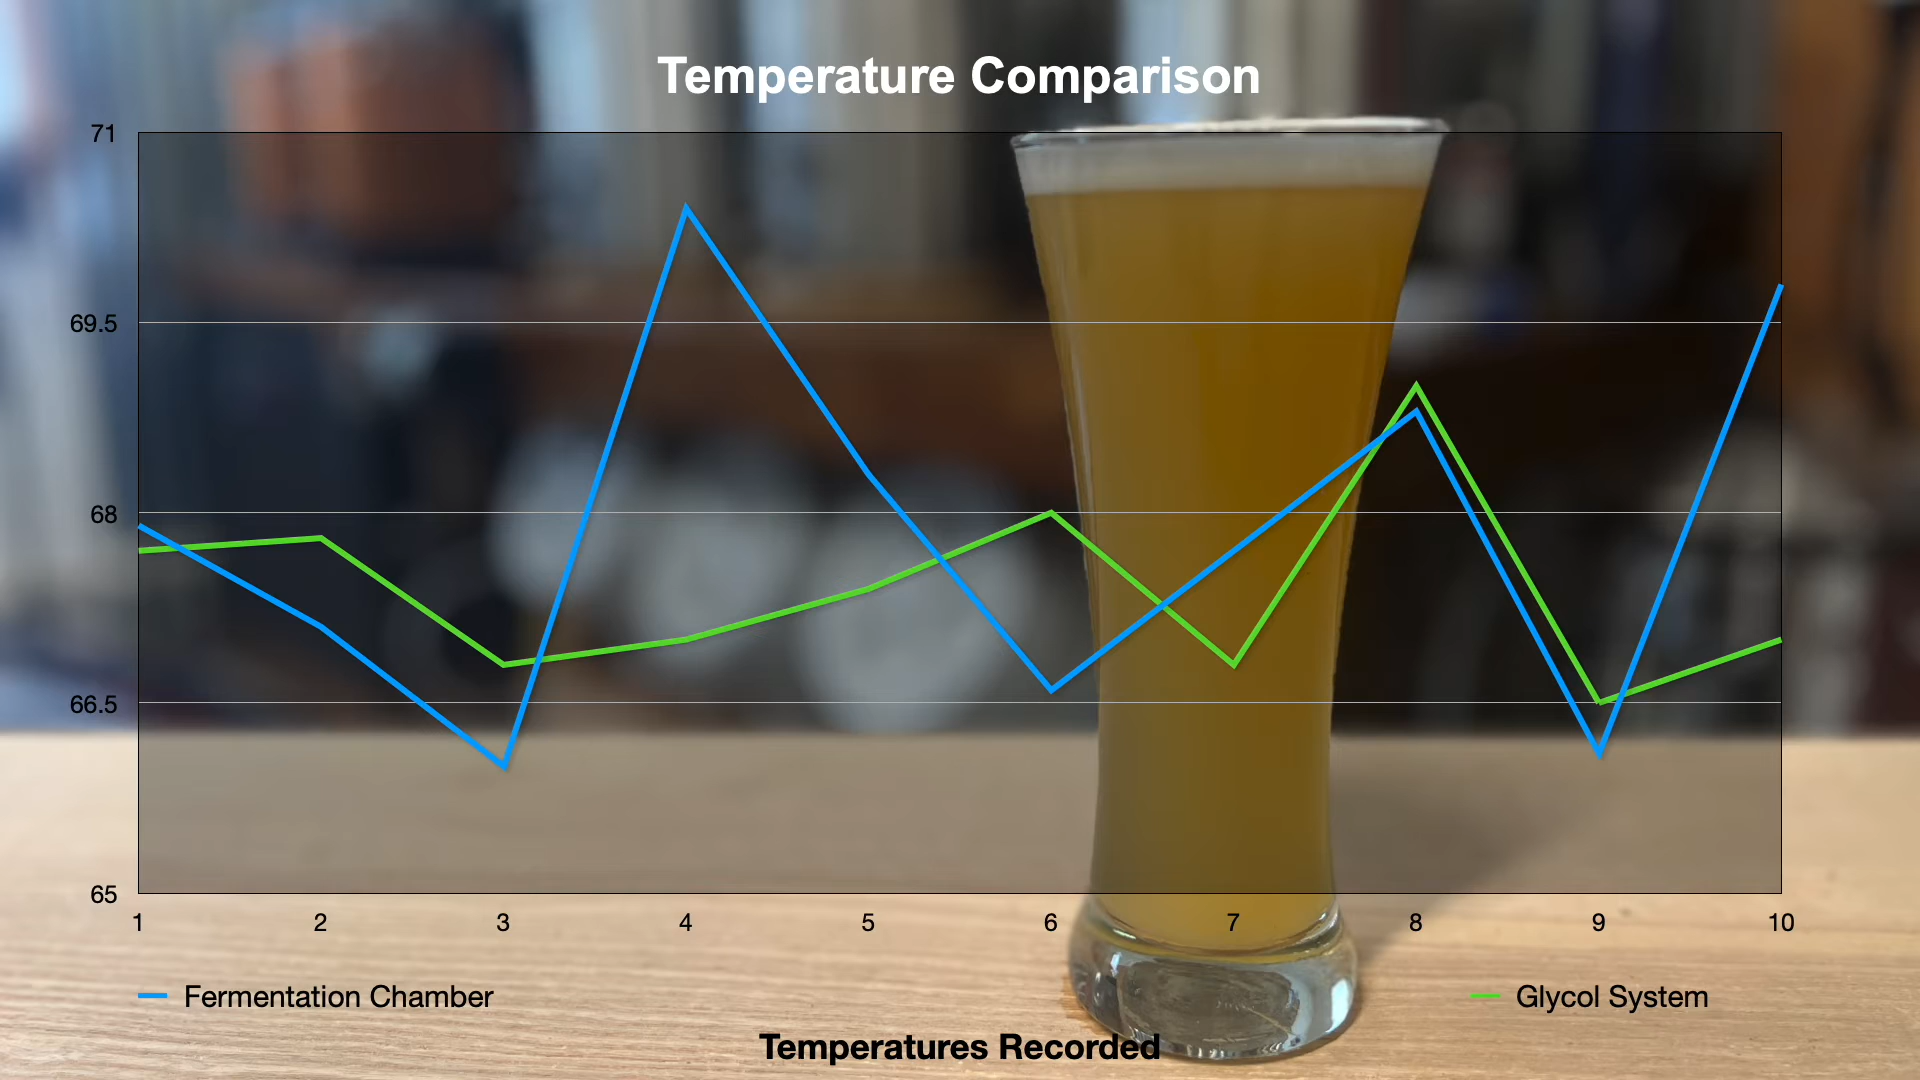 Temperature Comparison
71
69.5
68
66.5
65
1 2 3 4 5 6 7 8 9 10
Fermentation Chamber Glycol System
Temperatures Recorded